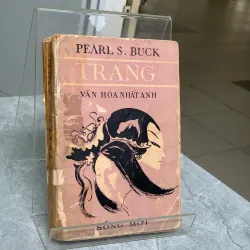 PEARL S. BUCK
TRANG
VĂN HÒA NHẤT ANH
SỐNG MỚI